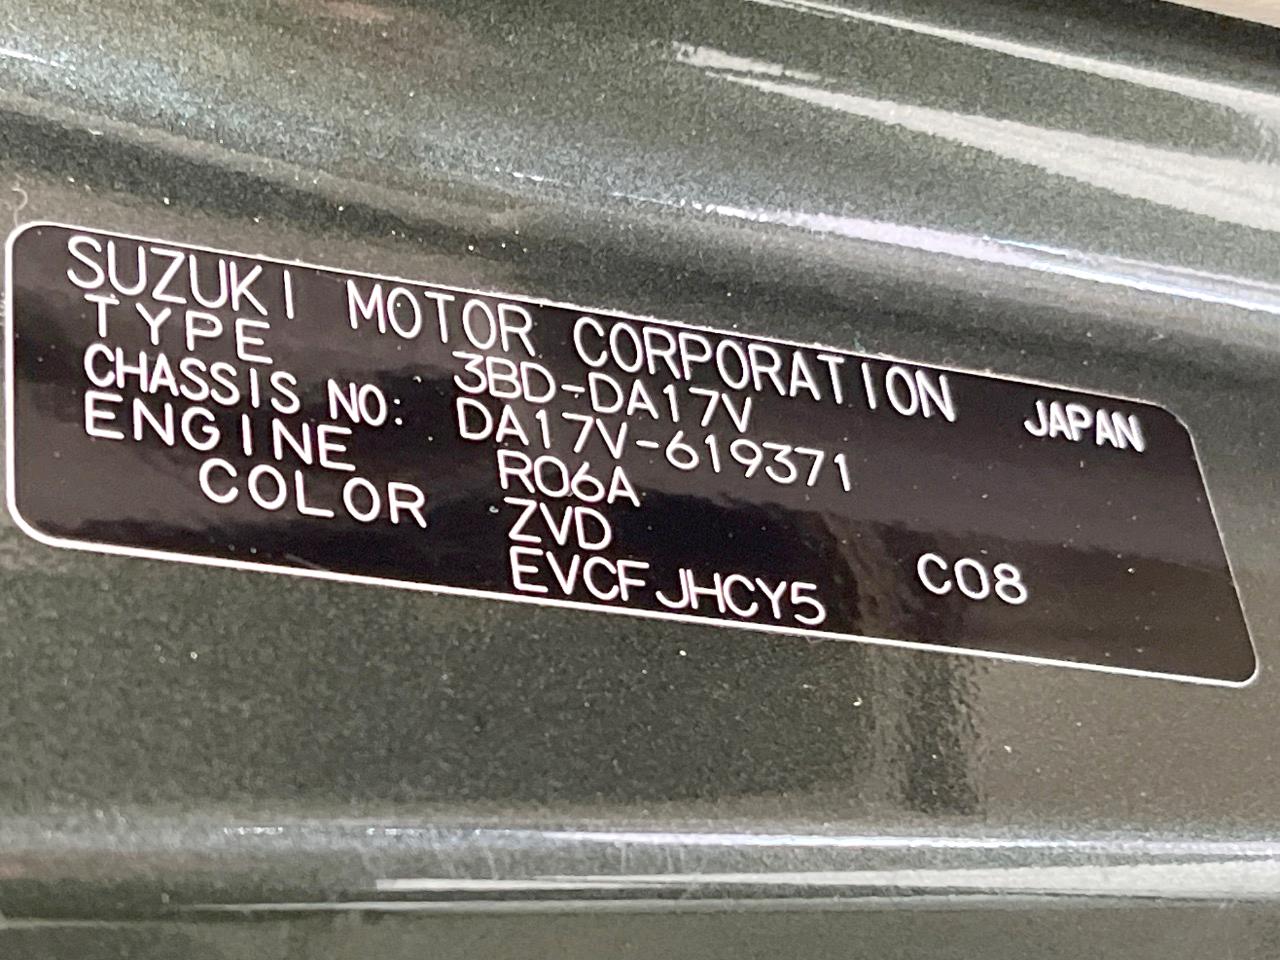 SUZUKI MOTOR CORPORATION JAPAN
TYPE 3BD-DA17V
CHASSIS NO: DA17V-619371
ENGINE R06A
COLOR ZVD C08
EVCFJHCY5